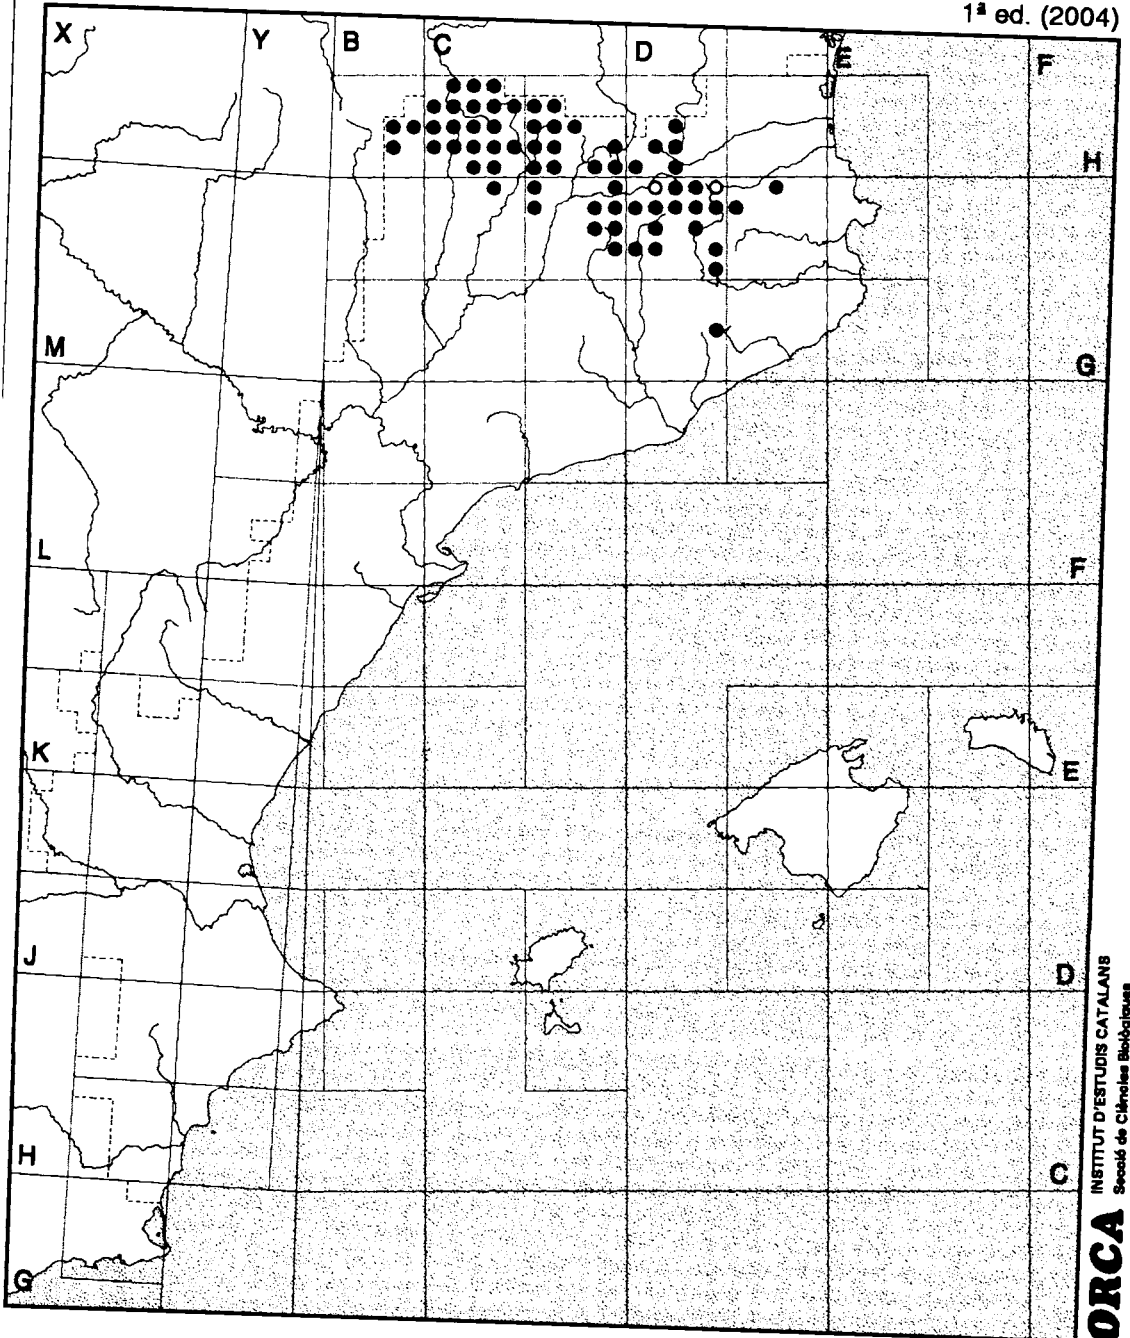 1ª ed. (2004)
X Y B C D E F
H
M G
L F
K E
J D
H C
G
INSTITUT D'ESTUDIS CATALANS
Secció de Ciències Biològiques
ORCA